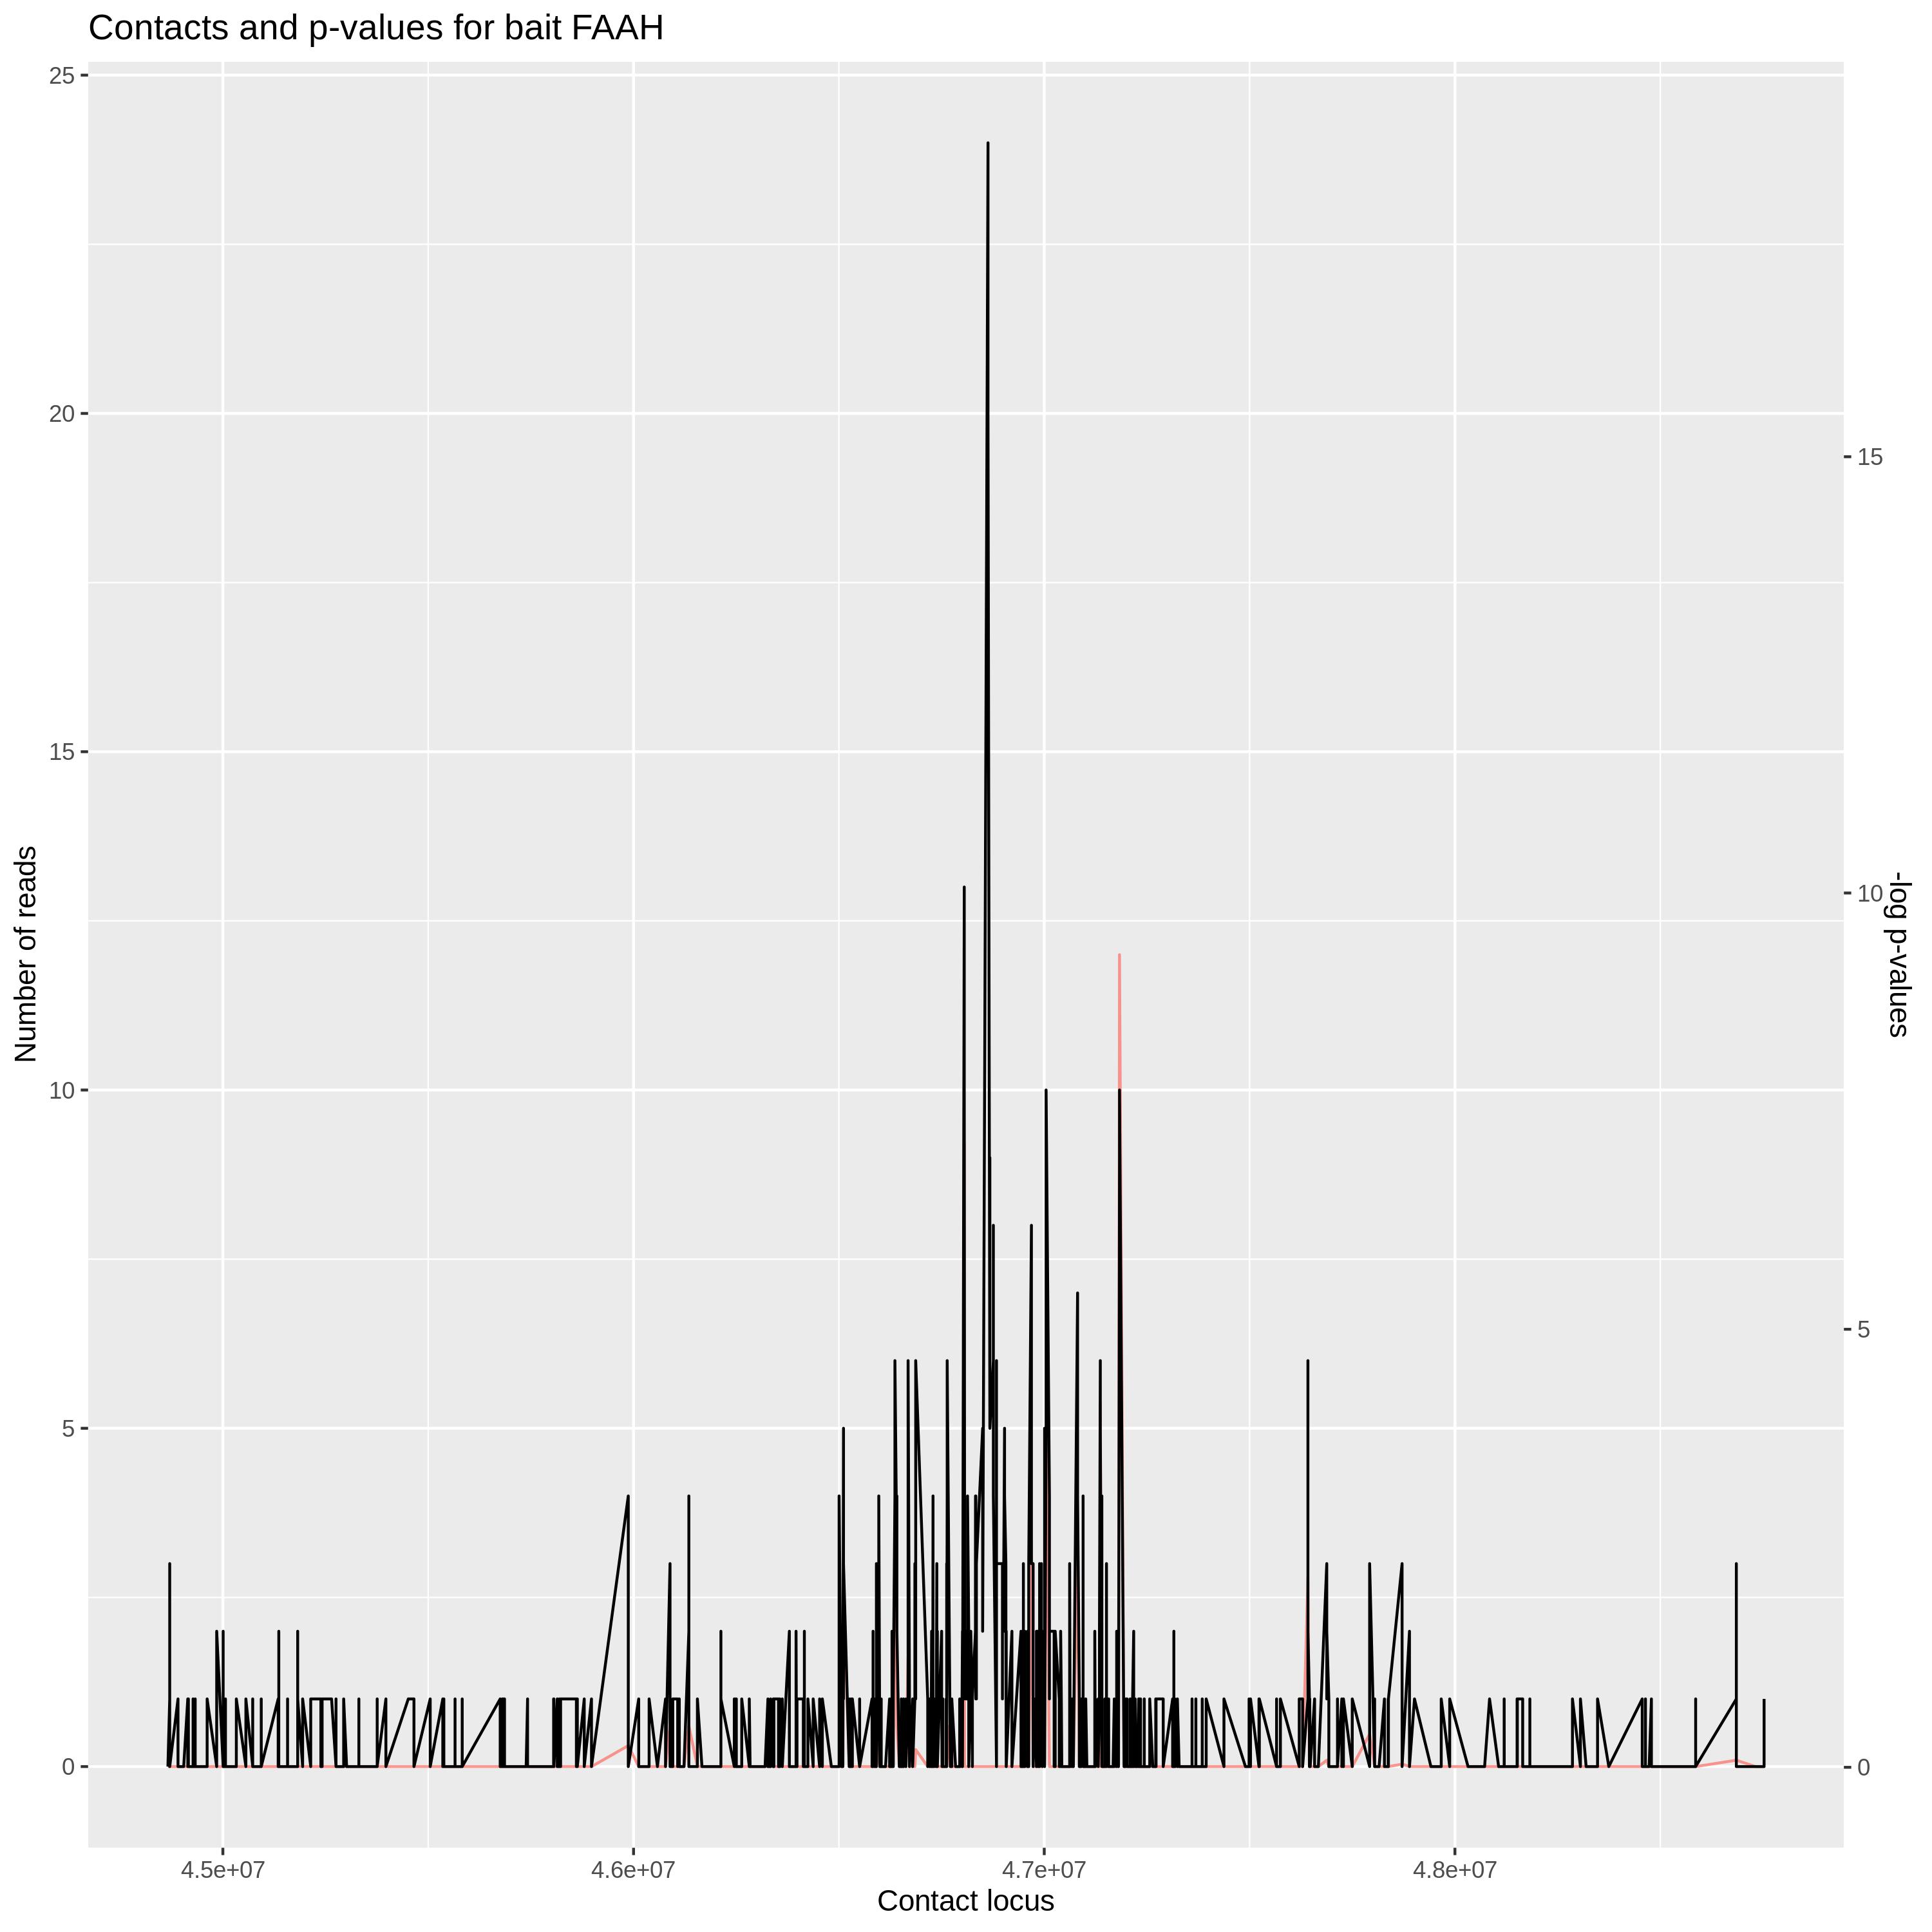 Contacts and p-values for bait FAAH
25
20
15
10
5
0
Number of reads
15
10
5
0
-log p-values
4.5e+07
4.6e+07
4.7e+07
4.8e+07
Contact locus